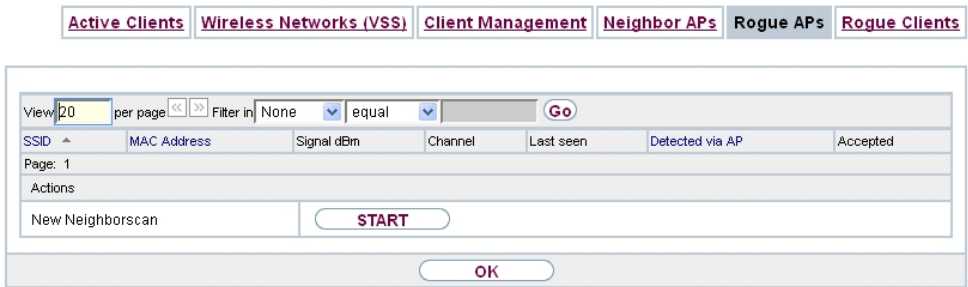 Active Clients Wireless Networks (VSS) Client Management Neighbor APs Rogue APs Rogue Clients
View 20 per page << >> Filter in None equal Go
SSID MAC Address Signal dBm Channel Last seen Detected via AP Accepted
Page: 1
Actions
New Neighborscan START
OK